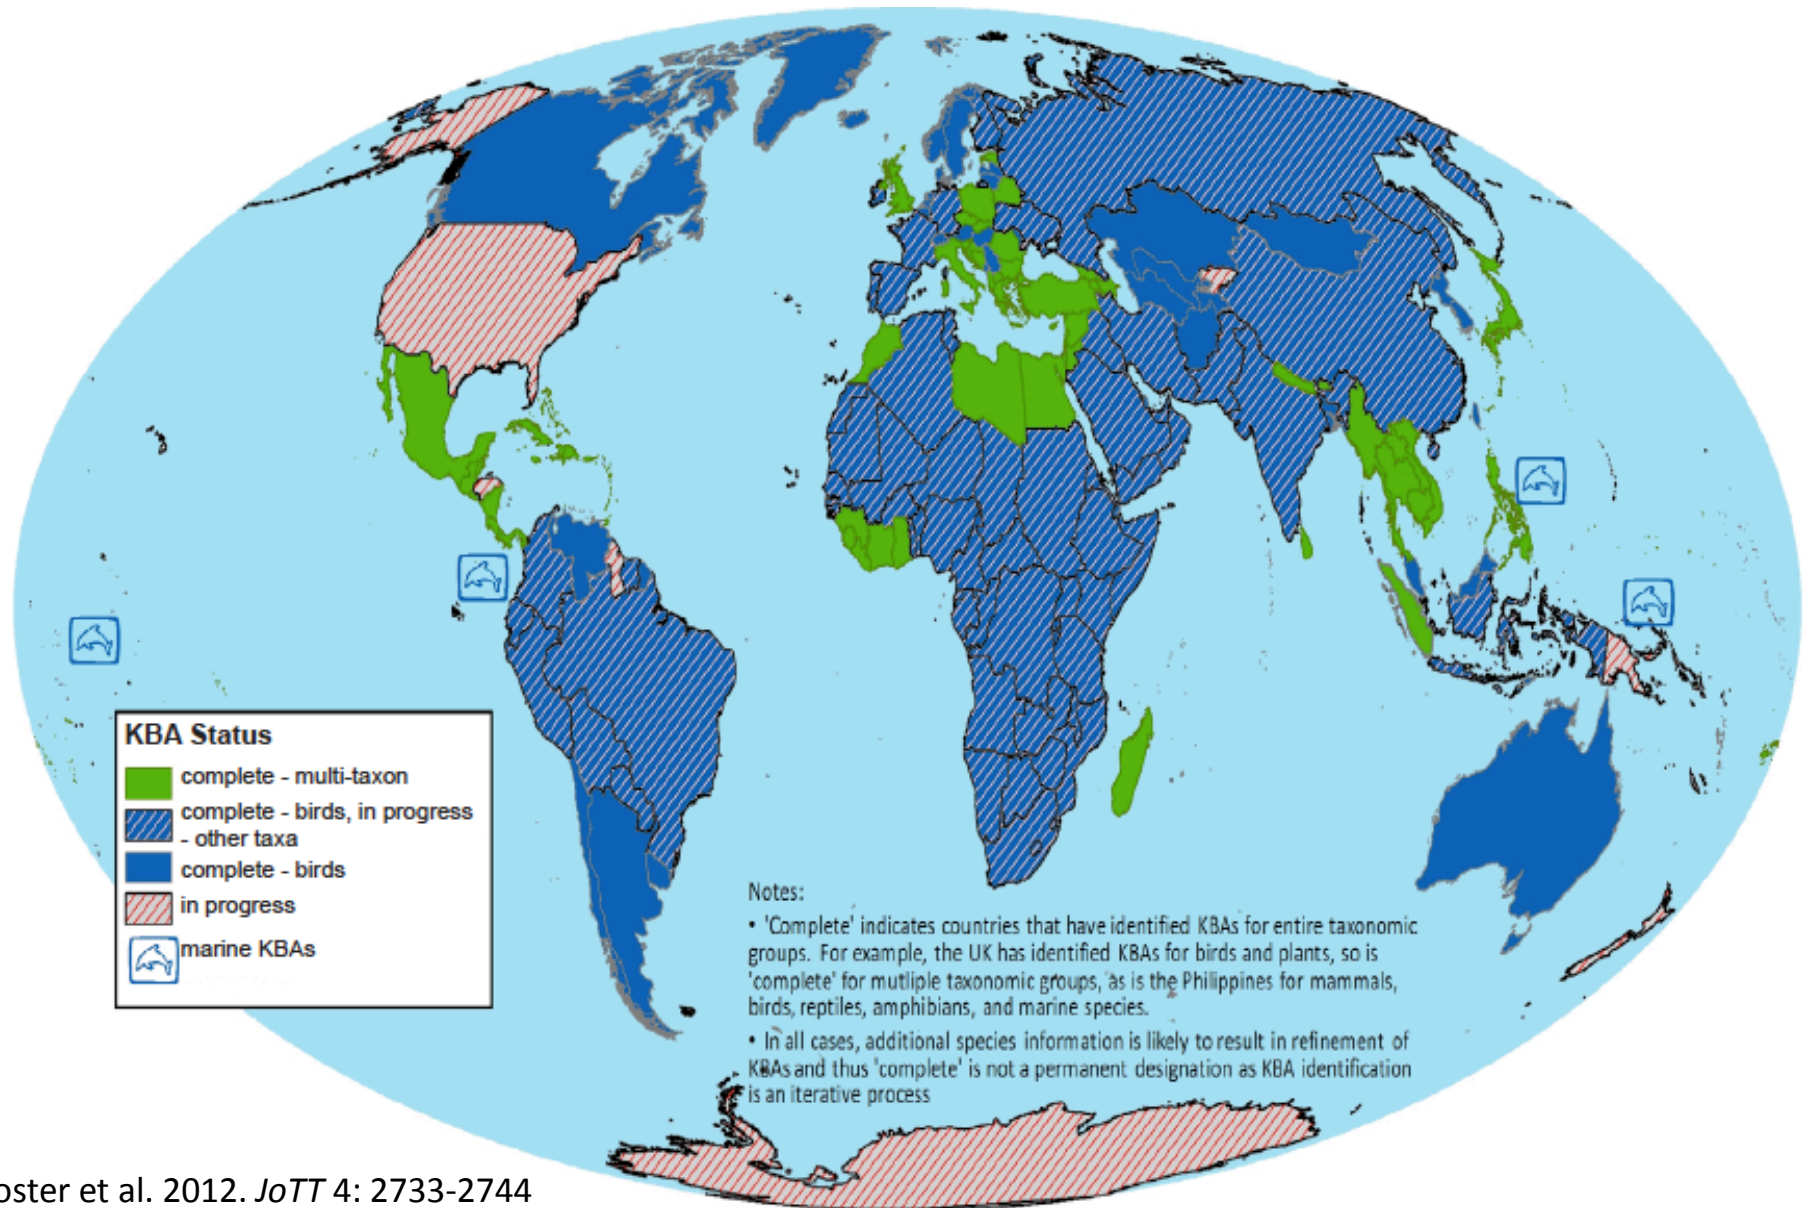 KBA Status
complete - multi-taxon
complete - birds, in progress
- other taxa
complete - birds
in progress
marine KBAs
Notes:
• 'Complete' indicates countries that have identified KBAs for entire taxonomic
groups. For example, the UK has identified KBAs for birds and plants, so is
'complete' for mutliple taxonomic groups, as is the Philippines for mammals,
birds, reptiles, amphibians, and marine species.
• In all cases, additional species information is likely to result in refinement of
KBAs and thus 'complete' is not a permanent designation as KBA identification
is an iterative process
oster et al. 2012. JoTT 4: 2733-2744